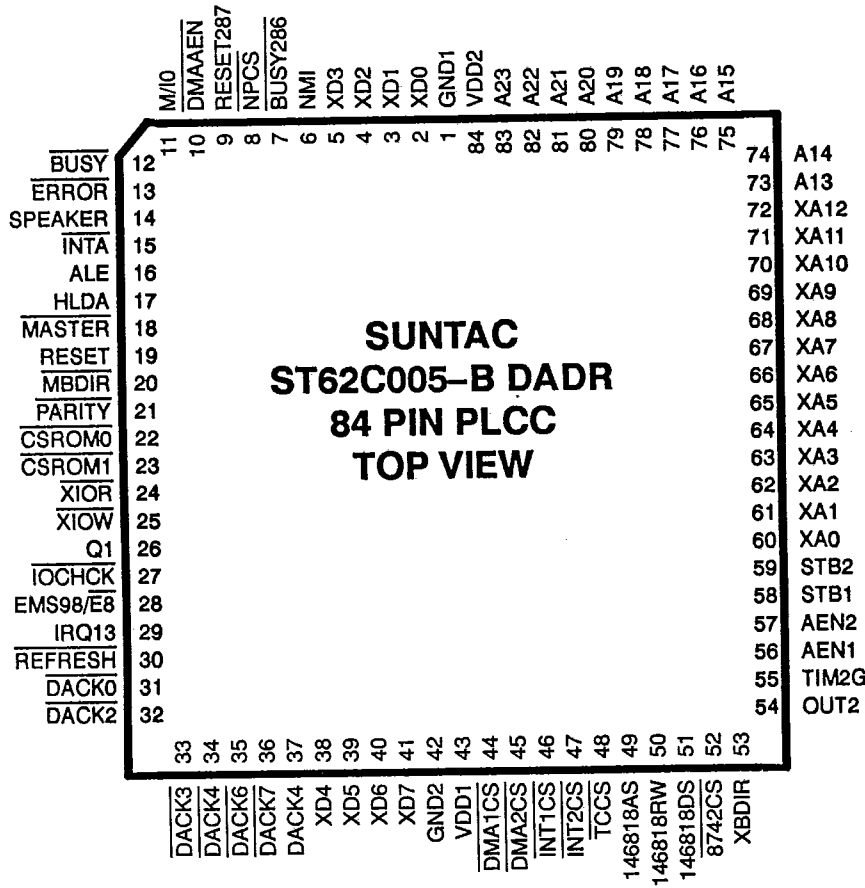 M/I0
DMAAEN
RESET287
NPCS
BUSY286
NMI
XD3
XD2
XD1
XD0
GND1
VDD2
A23
A22
A21
A20
A19
A18
A17
A16
A15
11
10
9
8
7
6
5
4
3
2
1
84
83
82
81
80
79
78
77
76
75
BUSY 12
ERROR 13
SPEAKER 14
INTA 15
ALE 16
HLDA 17
MASTER 18
RESET 19
MBDIR 20
PARITY 21
CSROM0 22
CSROM1 23
XIOR 24
XIOW 25
Q1 26
IOCHCK 27
EMS98/E8 28
IRQ13 29
REFRESH 30
DACK0 31
DACK2 32
SUNTAC
ST62C005–B DADR
84 PIN PLCC
TOP VIEW
74 A14
73 A13
72 XA12
71 XA11
70 XA10
69 XA9
68 XA8
67 XA7
66 XA6
65 XA5
64 XA4
63 XA3
62 XA2
61 XA1
60 XA0
59 STB2
58 STB1
57 AEN2
56 AEN1
55 TIM2G
54 OUT2
33
34
35
36
37
38
39
40
41
42
43
44
45
46
47
48
49
50
51
52
53
DACK3
DACK4
DACK6
DACK7
DACK4
XD4
XD5
XD6
XD7
GND2
VDD1
DMA1CS
DMA2CS
INT1CS
INT2CS
TCCS
146818AS
146818RW
146818DS
8742CS
XBDIR